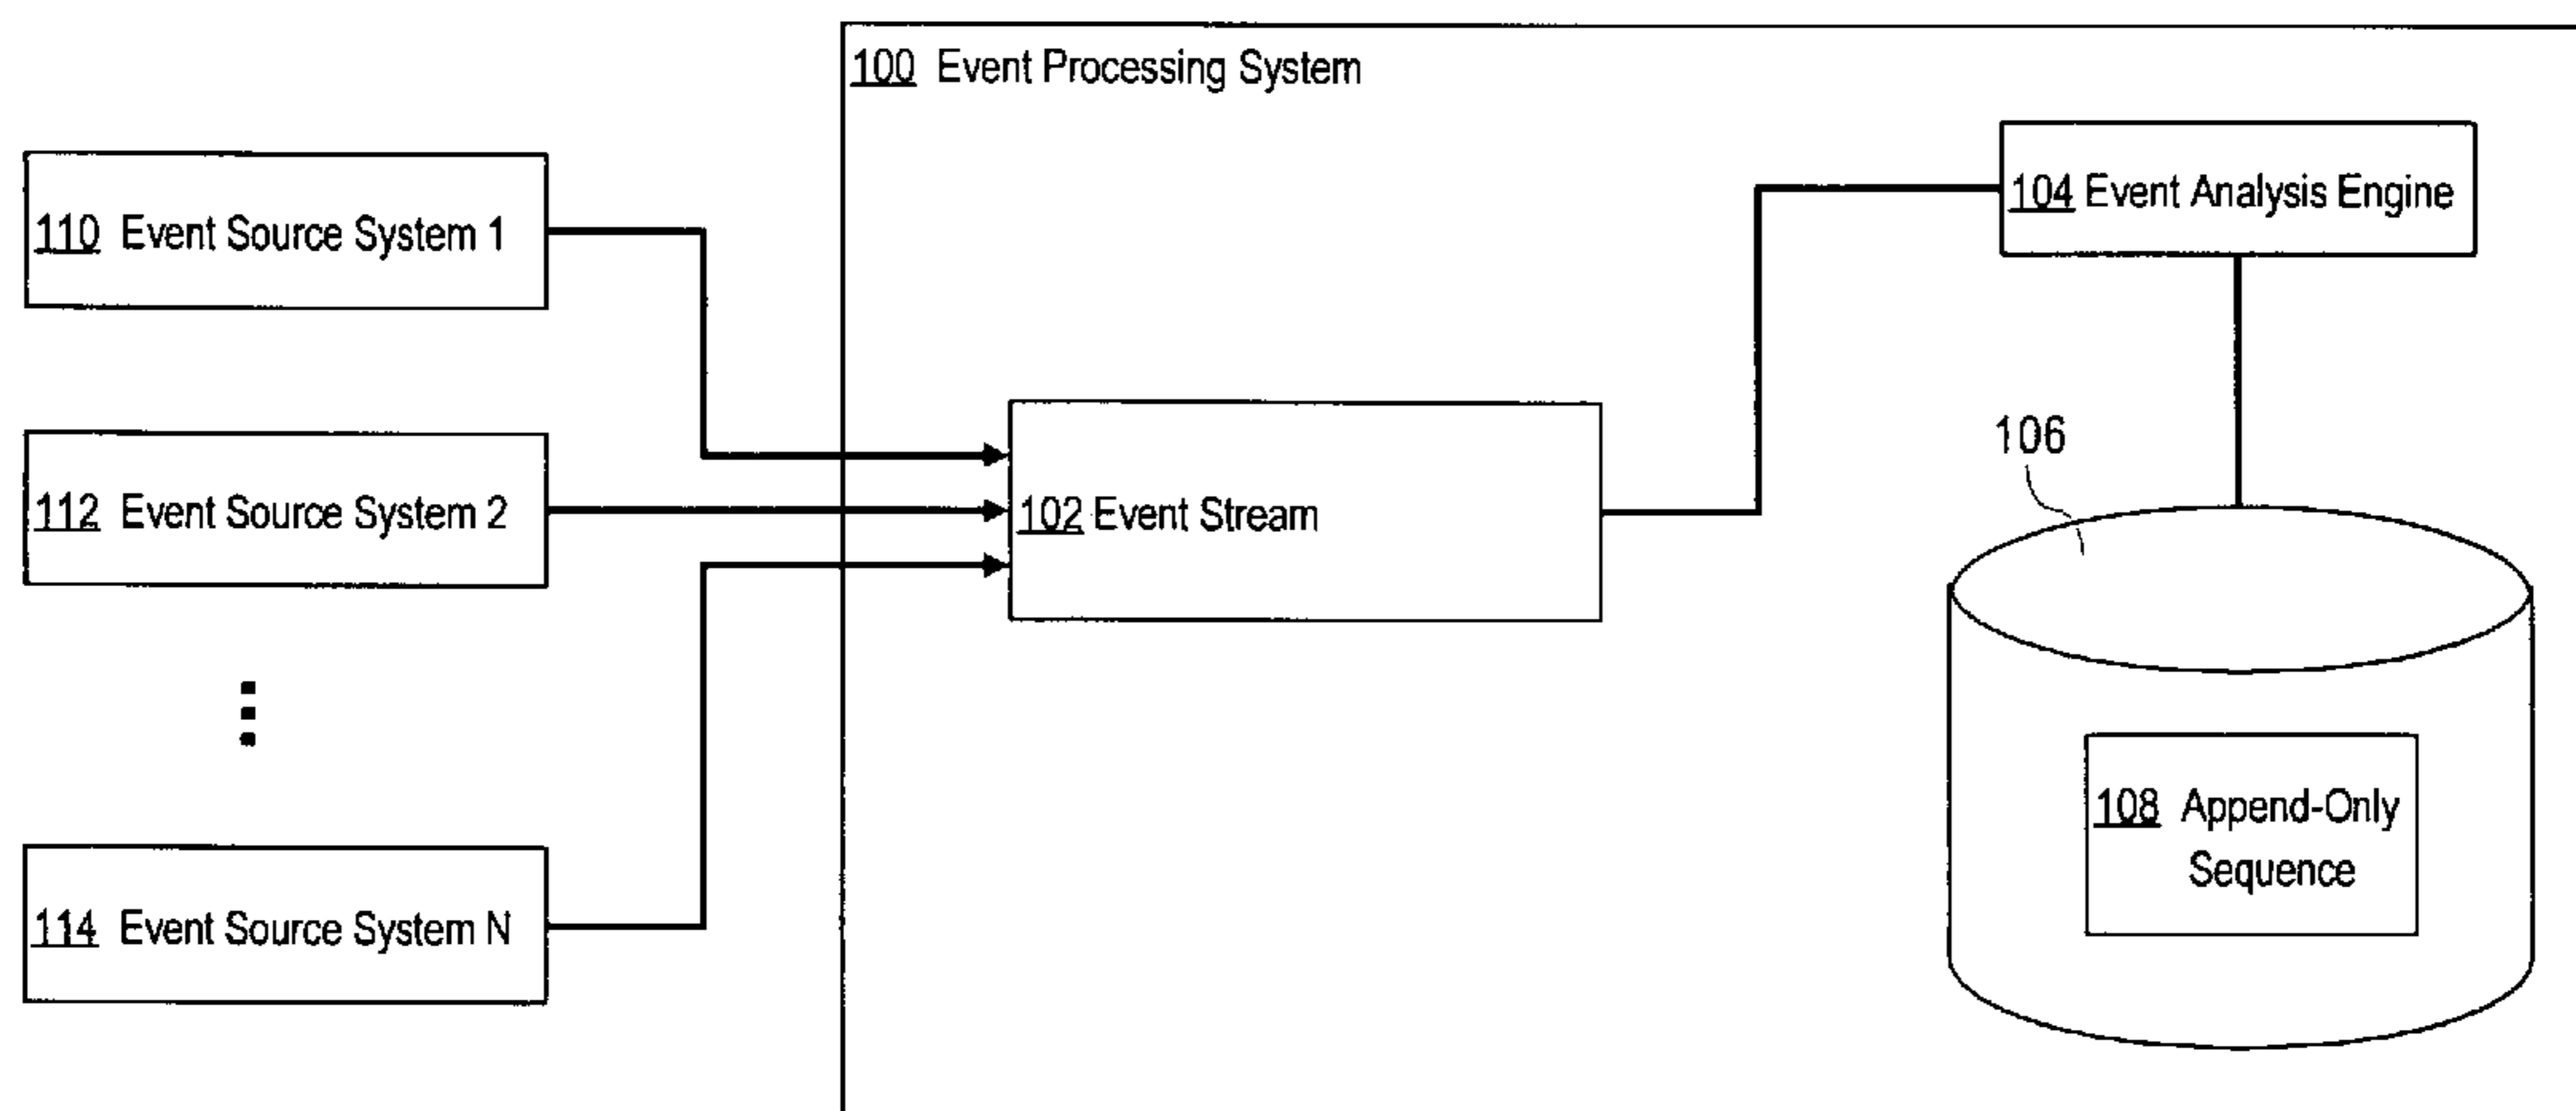 100 Event Processing System
104 Event Analysis Engine
110 Event Source System 1
106
112 Event Source System 2
102 Event Stream
108 Append-Only
Sequence
114 Event Source System N